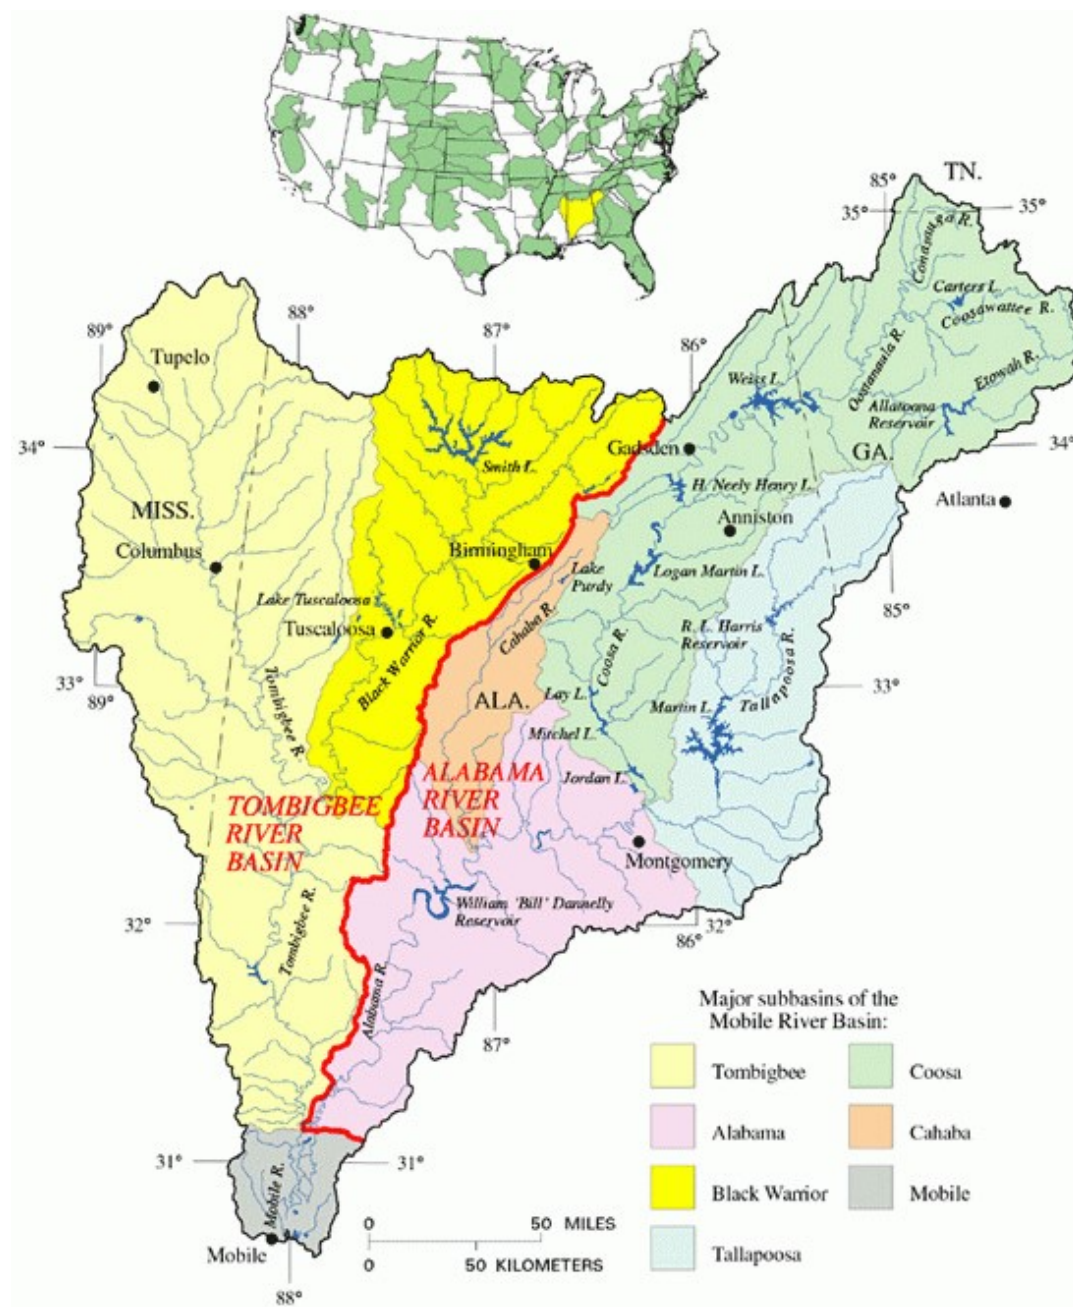 TN.
85°
35°
35°
Conasauga R.
Carters L.
Coosawattee R.
88°
89°
87°
86°
Tupelo
Weiss L.
Oostanaula R.
Etowah R.
Allatoona
Reservoir
34°
Gadsden
GA.
34°
Smith L.
H. Neely Henry L.
Atlanta
MISS.
Anniston
Columbus
Birmingham
Lake
Purdy
Logan Martin L.
Lake Tuscaloosa
Tuscaloosa
Cahaba R.
R. L. Harris
Reservoir
85°
Black Warrior R.
Coosa R.
Tallapoosa R.
33°
89°
33°
Tombigbee R.
Lay L.
ALA.
Martin L.
Mitchel L.
ALABAMA
RIVER
BASIN
Jordan L.
TOMBIGBEE
RIVER
BASIN
Montgomery
William 'Bill' Dannelly
Reservoir
32°
32°
86°
Tombigbee R.
Alabama R.
87°
Major subbasins of the
Mobile River Basin:
Tombigbee
Coosa
Alabama
Cahaba
Black Warrior
Mobile
Tallapoosa
31°
31°
Mobile R.
Mobile
88°
0 50 MILES
0 50 KILOMETERS